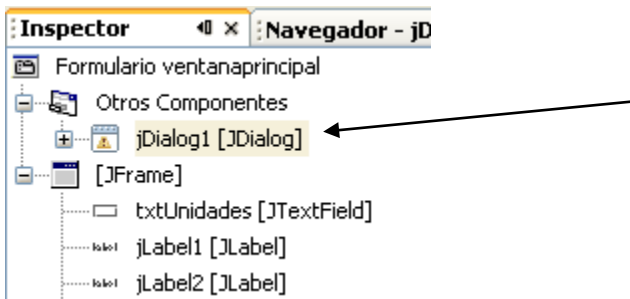 Inspector
Navegador - jD
Formulario ventanaprincipal
Otros Componentes
jDialog1 [JDialog]
[JFrame]
txtUnidades [JTextField]
jLabel1 [JLabel]
jLabel2 [JLabel]